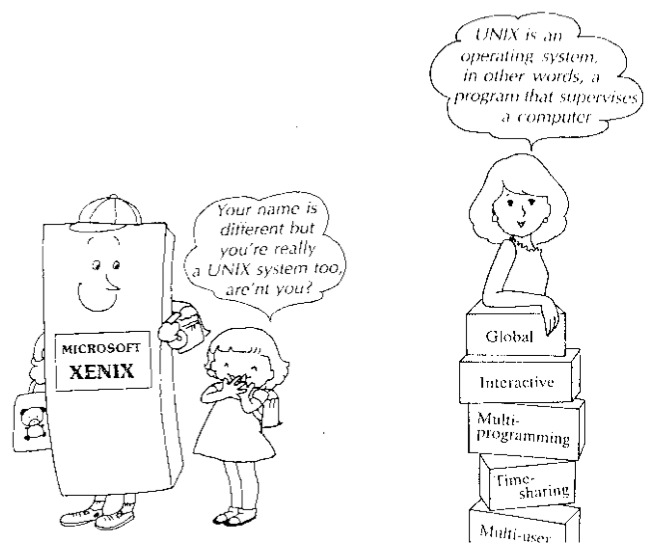 UNIX is an
operating system,
in other words, a
program that supervises
a computer
Your name is
different but
you're really
a UNIX system too,
are'nt you?
MICROSOFT
XENIX
Global
Interactive
Multi-
programming
Time-
sharing
Multi-user